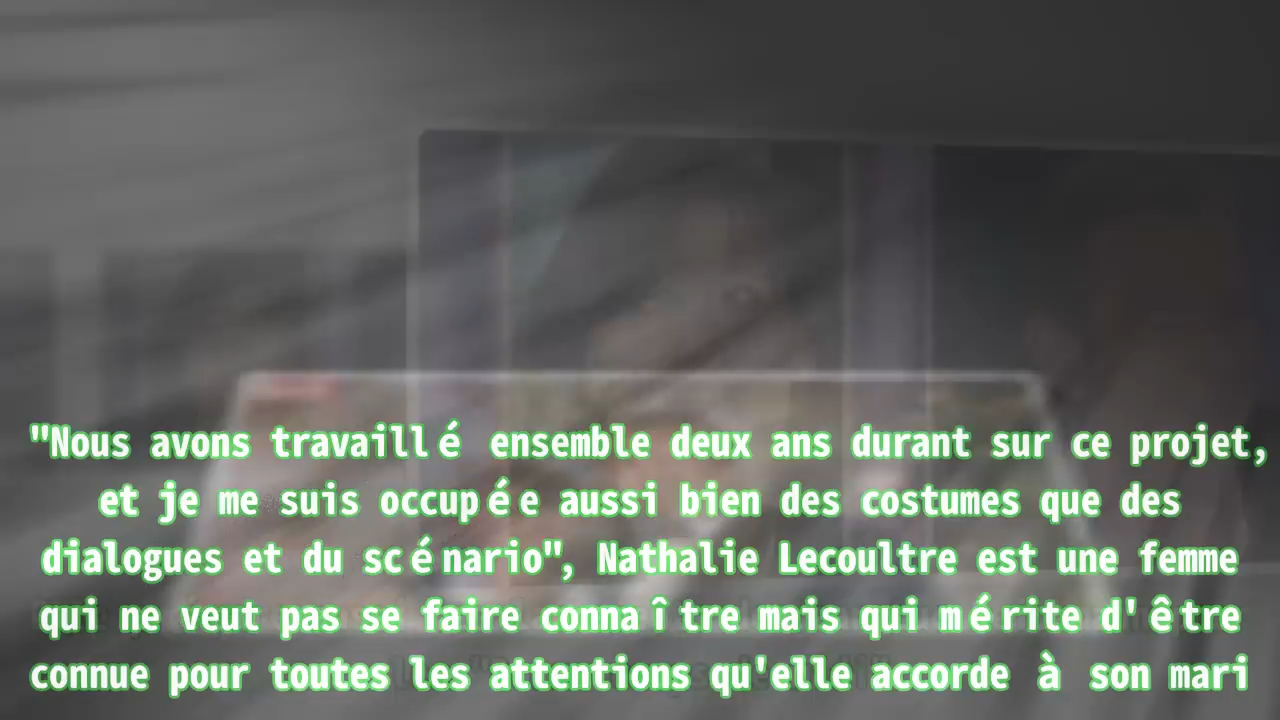 "Nous avons travaillé ensemble deux ans durant sur ce projet,
et je me suis occupée aussi bien des costumes que des
dialogues et du scénario", Nathalie Lecoultre est une femme
qui ne veut pas se faire connaître mais qui mérite d'être
connue pour toutes les attentions qu'elle accorde à son mari